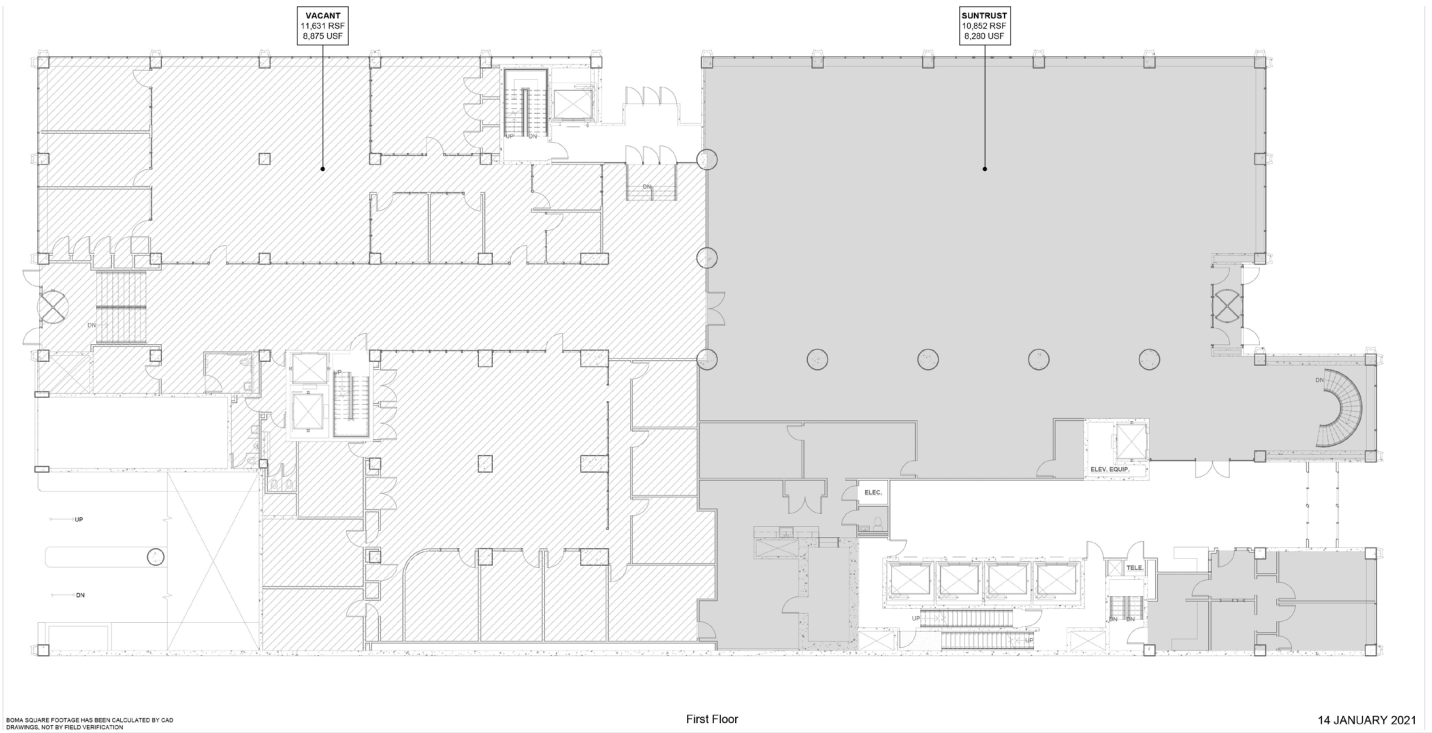 VACANT
11,631 RSF
8,875 USF
SUNTRUST
10,852 RSF
8,280 USF
UP
DN
DN
DN
UP
DN
ELEV. EQUIP.
ELEC.
UP
DN
TELE.
UP
DN
DN
UP
BOMA SQUARE FOOTAGE HAS BEEN CALCULATED BY CAD
DRAWINGS, NOT BY FIELD VERIFICATION
First Floor
14 JANUARY 2021